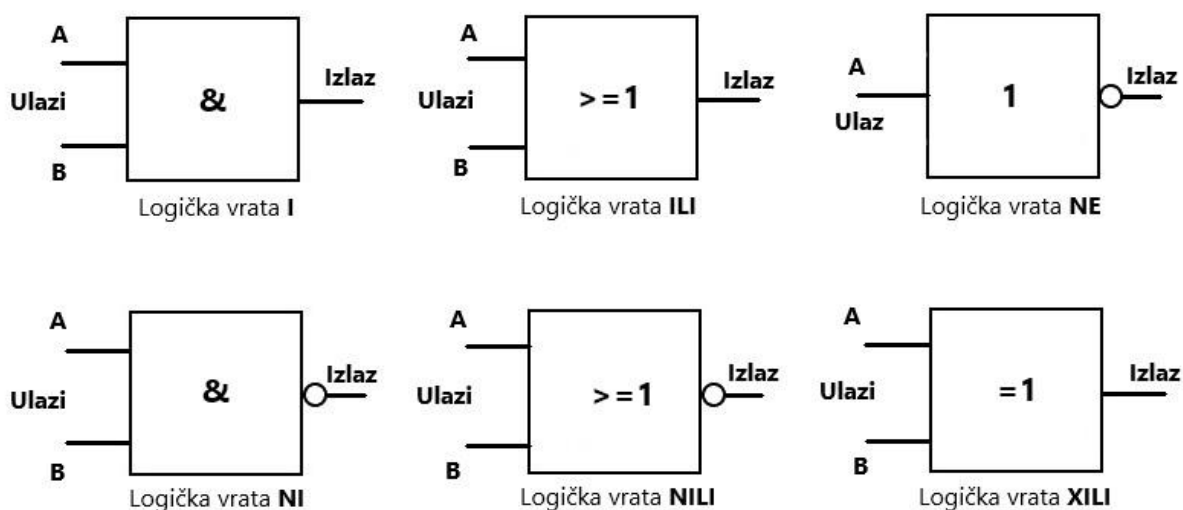 A
Ulazi
B
&
Izlaz
Logička vrata I
A
Ulazi
B
>=1
Izlaz
Logička vrata ILI
A
Ulaz
1
Izlaz
Logička vrata NE
A
Ulazi
B
&
Izlaz
Logička vrata NI
A
Ulazi
B
>=1
Izlaz
Logička vrata NILI
A
Ulazi
B
=1
Izlaz
Logička vrata XILI